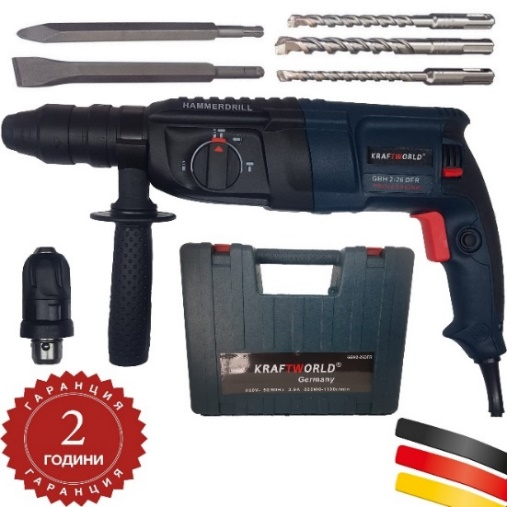 HAMMERDRILL
KRAFTWORLD®
GBH 2-26 DFR
KRAFTWORLD®
Germany
ГАРАНЦИЯ
2
ГОДИНИ
ГАРАНЦИЯ